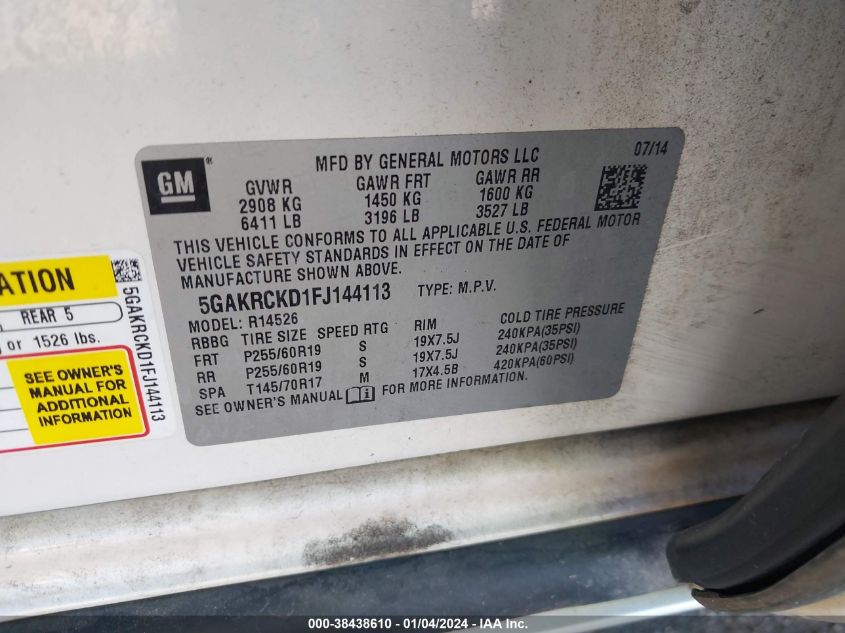 GM
MFD BY GENERAL MOTORS LLC
07/14
GVWR GAWR FRT GAWR RR
2908 KG 1450 KG 1600 KG
6411 LB 3196 LB 3527 LB
THIS VEHICLE CONFORMS TO ALL APPLICABLE U.S. FEDERAL MOTOR
VEHICLE SAFETY STANDARDS IN EFFECT ON THE DATE OF
MANUFACTURE SHOWN ABOVE.
5GAKRCKD1FJ144113 TYPE: M.P.V.
MODEL: R14526
RBBG TIRE SIZE SPEED RTG RIM COLD TIRE PRESSURE
FRT P255/60R19 S 19X7.5J 240KPA(35PSI)
RR P255/60R19 S 19X7.5J 240KPA(35PSI)
SPA T145/70R17 M 17X4.5B 420KPA(60PSI)
SEE OWNER'S MANUAL FOR MORE INFORMATION.
ATION
REAR 5
or 1526 lbs.
SEE OWNER'S
MANUAL FOR
ADDITIONAL
INFORMATION
5GAKRCKD1FJ144113
000-38438610 - 01/04/2024 - IAA Inc.